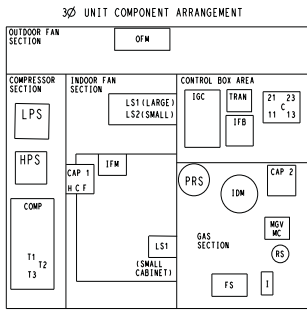 3Ø UNIT COMPONENT ARRANGEMENT
OUTDOOR FAN
SECTION
OFM
COMPRESSOR
SECTION
LPS
HPS
COMP
T1
T2
T3
INDOOR FAN
SECTION
LS1(LARGE)
LS2(SMALL)
IFM
CAP 1
H C F
LS1
(SMALL
CABINET)
CONTROL BOX AREA
IGC
TRAN
IFB
21 23
C
11 13
PRS
IDM
CAP 2
MGV
MC
GAS
SECTION
RS
FS
I